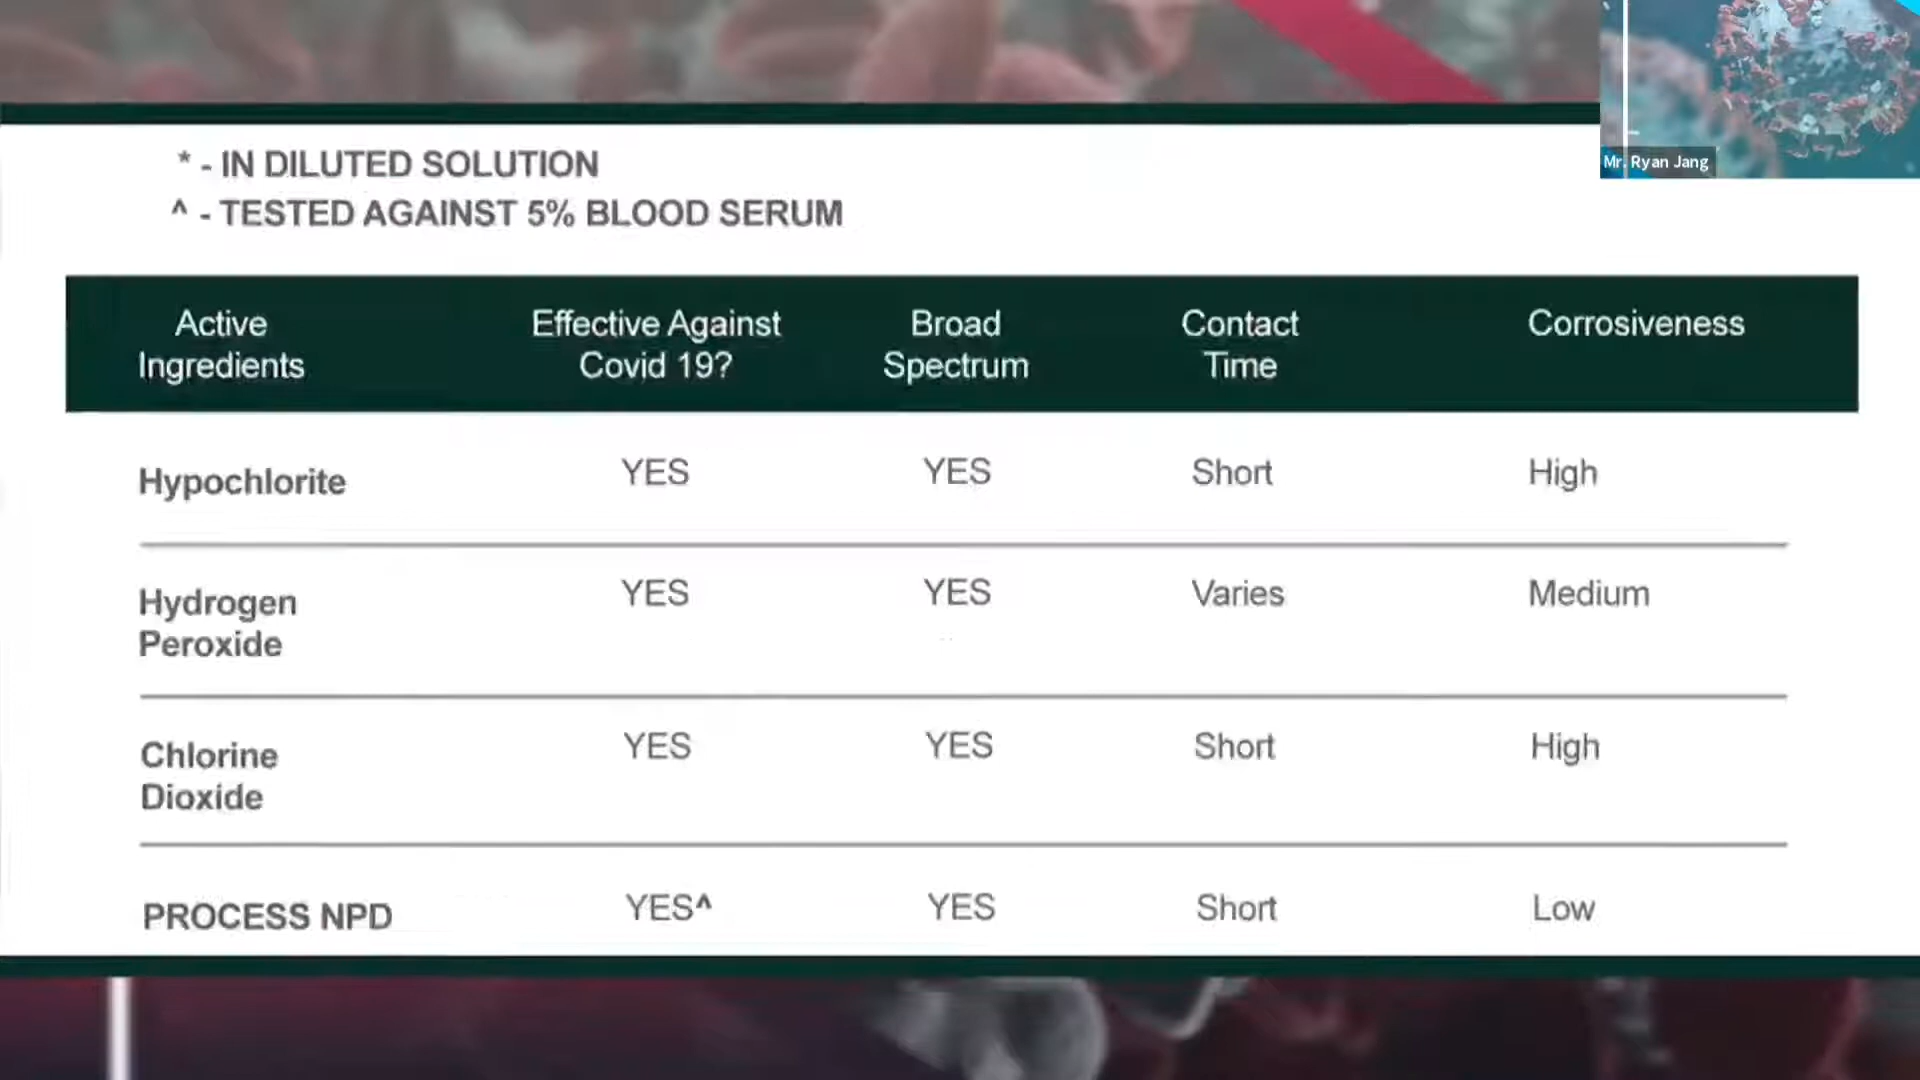 Mr. Ryan Jang
* - IN DILUTED SOLUTION
^ - TESTED AGAINST 5% BLOOD SERUM
Active Ingredients Effective Against Covid 19? Broad Spectrum Contact Time Corrosiveness
Hypochlorite YES YES Short High
Hydrogen Peroxide YES YES Varies Medium
Chlorine Dioxide YES YES Short High
PROCESS NPD YES^ YES Short Low